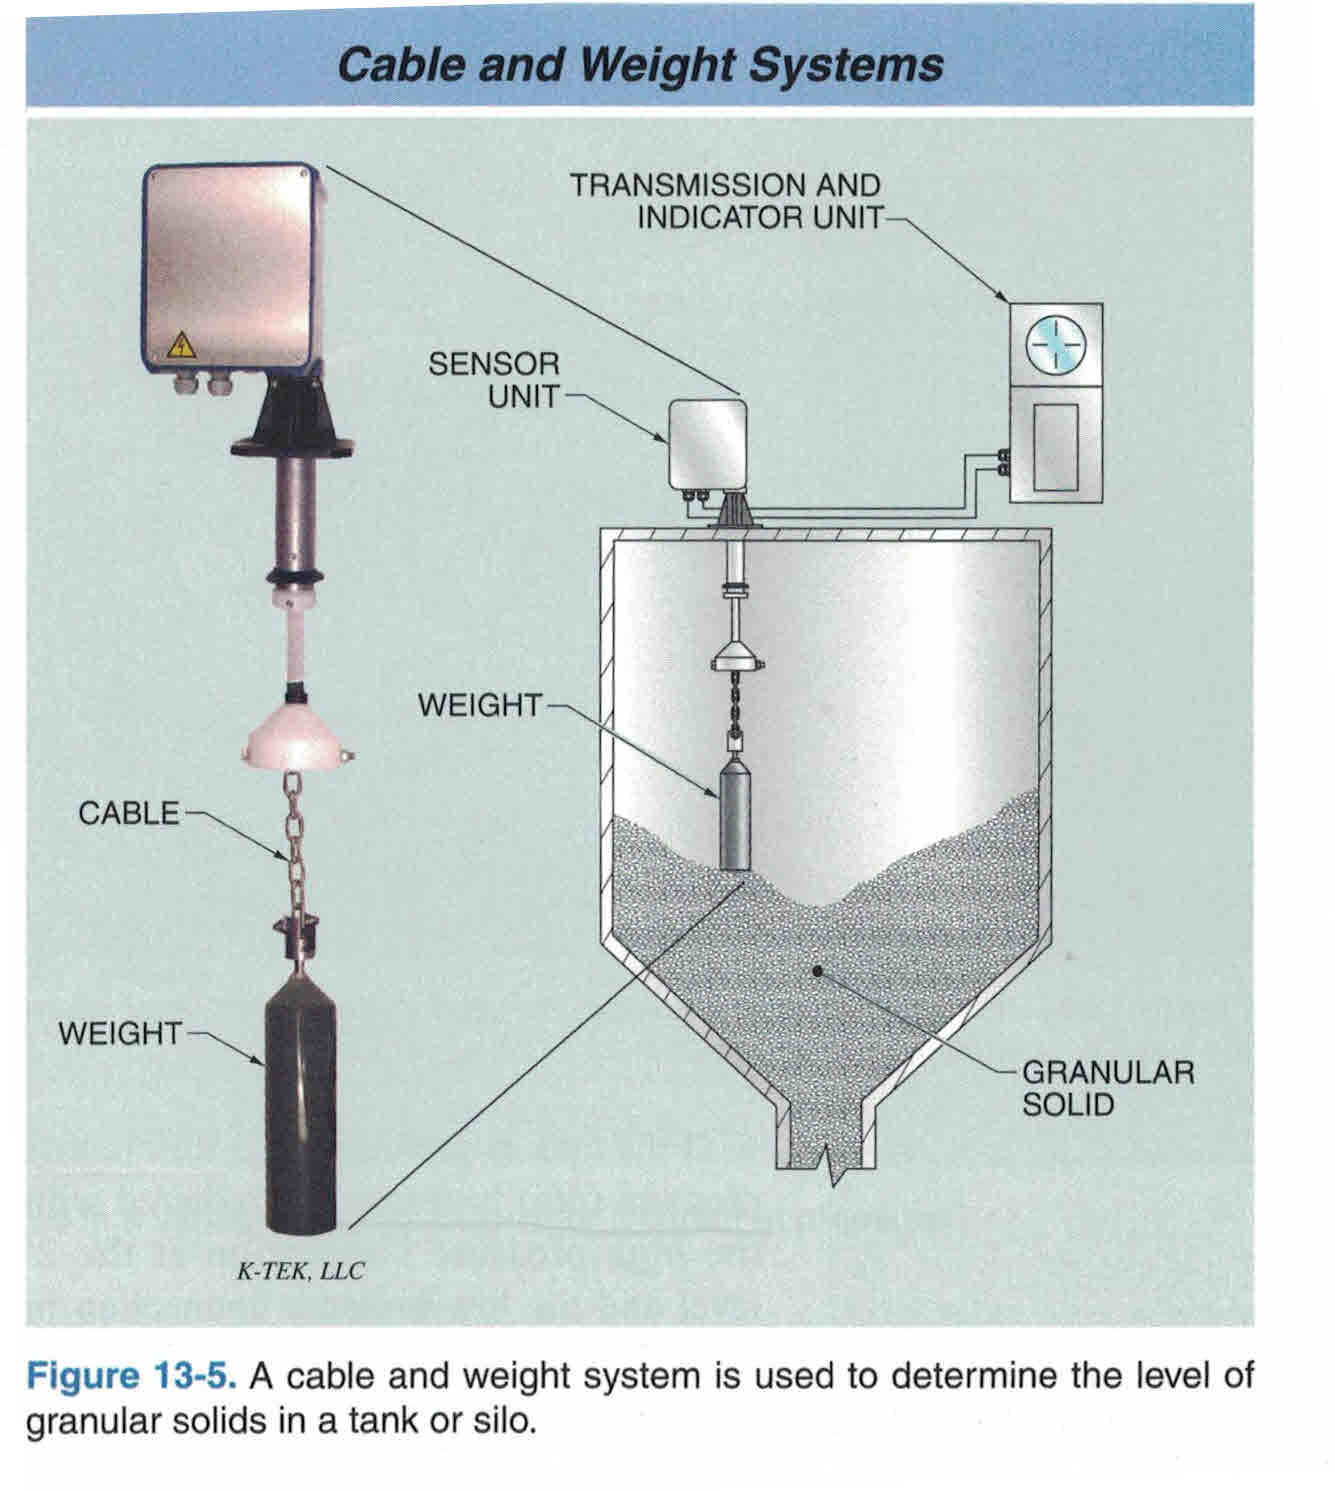 Cable and Weight Systems
TRANSMISSION AND
INDICATOR UNIT
SENSOR
UNIT
WEIGHT
CABLE
WEIGHT
GRANULAR
SOLID
K-TEK, LLC
Figure 13-5. A cable and weight system is used to determine the level of
granular solids in a tank or silo.